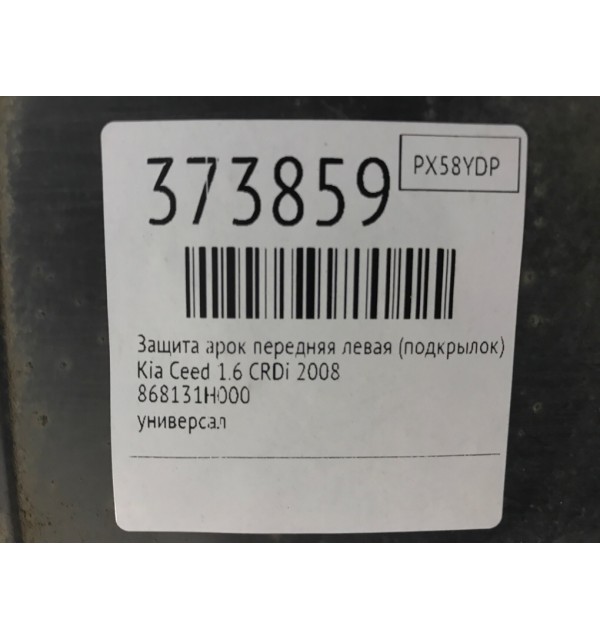 373859
PX58YDP
Защита арок передняя левая (подкрылок)
Kia Ceed 1.6 CRDi 2008
868131H000
универсал